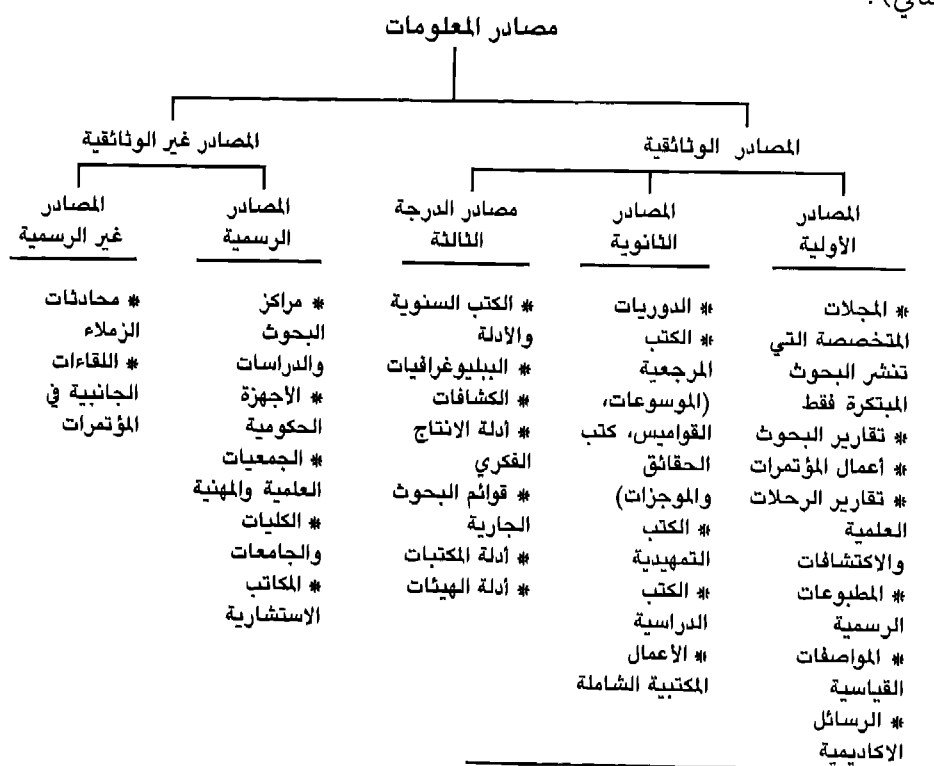 مصادر المعلومات
المصادر الوثائقية
المصادر غير الوثائقية
المصادر
الأولية
* المجلات
المتخصصة التي
تنشر البحوث
المبتكرة فقط
* تقارير البحوث
* أعمال المؤتمرات
* تقارير الرحلات
العلمية
والاكتشافات
* المطبوعات
الرسمية
* المواصفات
القياسية
* الرسائل
الاكاديمية
المصادر
الثانوية
* الدوريات
* الكتب
المرجعية
(الموسوعات،
القواميس، كتب
الحقائق
والموجزات)
* الكتب
التمهيدية
* الكتب
الدراسية
* الأعمال
المكتبية الشاملة
مصادر الدرجة
الثالثة
* الكتب السنوية
والأدلة
* الببليوغرافيات
* الكشافات
* أدلة الانتاج
الفكري
* قوائم البحوث
الجارية
* أدلة المكتبات
* أدلة الهيئات
المصادر
الرسمية
* مراكز
البحوث
والدراسات
* الأجهزة
الحكومية
* الجمعيات
العلمية والمهنية
* الكليات
والجامعات
* المكاتب
الاستشارية
المصادر
غير الرسمية
* محادثات
الزملاء
* اللقاءات
الجانبية في
المؤتمرات